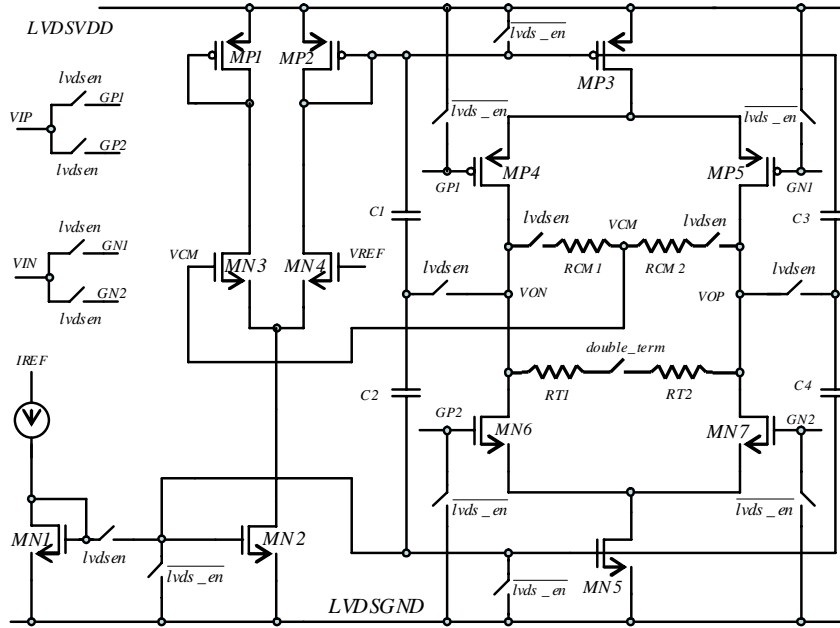 LVDSVDD
lvds_en
MP1
MP2
MP3
lvdsen
GP1
VIP
GP2
lvdsen
lvds_en
lvds_en
GP1
MP4
MP5
GN1
C1
lvdsen
VCM
lvdsen
C3
lvdsen
GN1
VIN
GN2
lvdsen
VCM
MN3
MN4
VREF
lvdsen
RCM1
RCM2
lvdsen
VON
VOP
double_term
IREF
C2
RT1
RT2
C4
GP2
MN6
MN7
GN2
lvds_en
lvds_en
MN1
lvdsen
MN2
lvds_en
lvds_en
MN5
LVDSGND